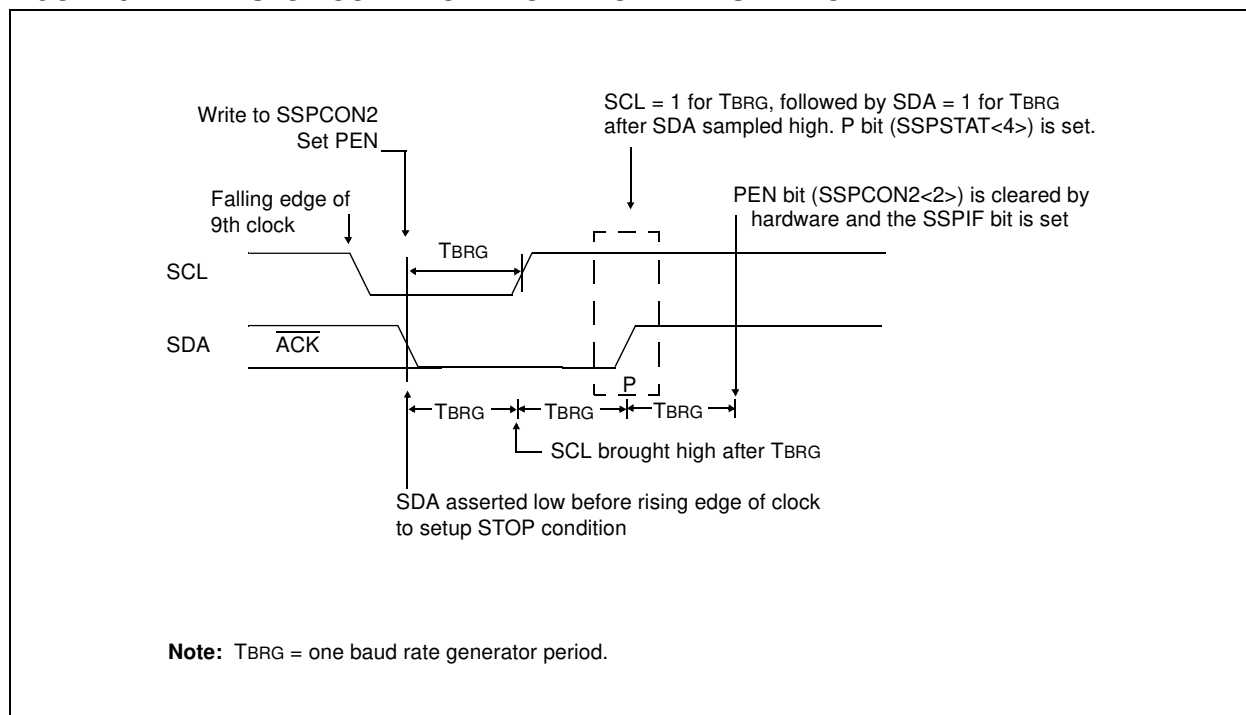 Write to SSPCON2
Set PEN
SCL = 1 for TBRG, followed by SDA = 1 for TBRG
after SDA sampled high. P bit (SSPSTAT<4>) is set.
Falling edge of
9th clock
PEN bit (SSPCON2<2>) is cleared by
hardware and the SSPIF bit is set
TBRG
SCL
SDA
ACK
P
TBRG
TBRG
TBRG
SCL brought high after TBRG
SDA asserted low before rising edge of clock
to setup STOP condition
Note: TBRG = one baud rate generator period.